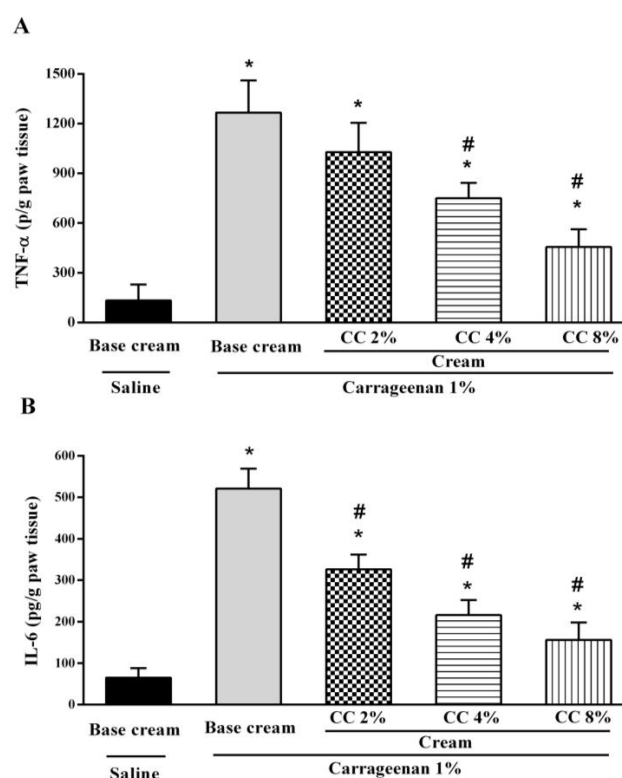 A
TNF-α (p/g paw tissue)
1500
1200
900
600
300
0
*
*
#
*
#
*
Base cream
Base cream
CC 2%
CC 4%
CC 8%
Cream
Saline
Carrageenan 1%
B
IL-6 (pg/g paw tissue)
600
500
400
300
200
100
0
*
#
*
#
*
#
*
Base cream
Base cream
CC 2%
CC 4%
CC 8%
Cream
Saline
Carrageenan 1%